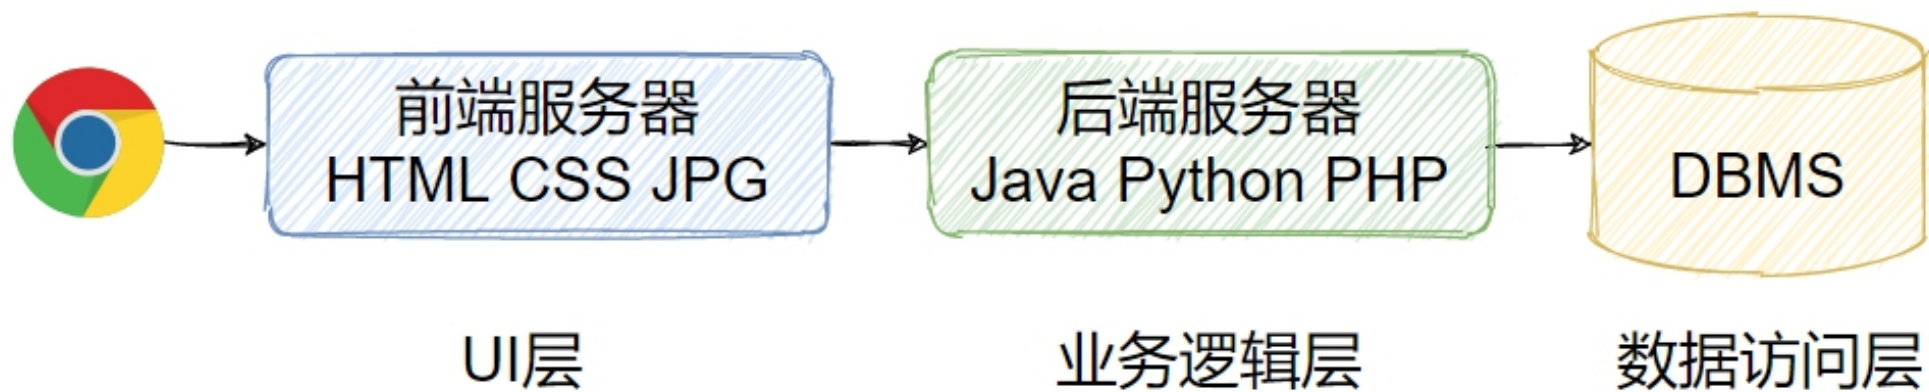 前端服务器
HTML CSS JPG
后端服务器
Java Python PHP
DBMS
UI层
业务逻辑层
数据访问层